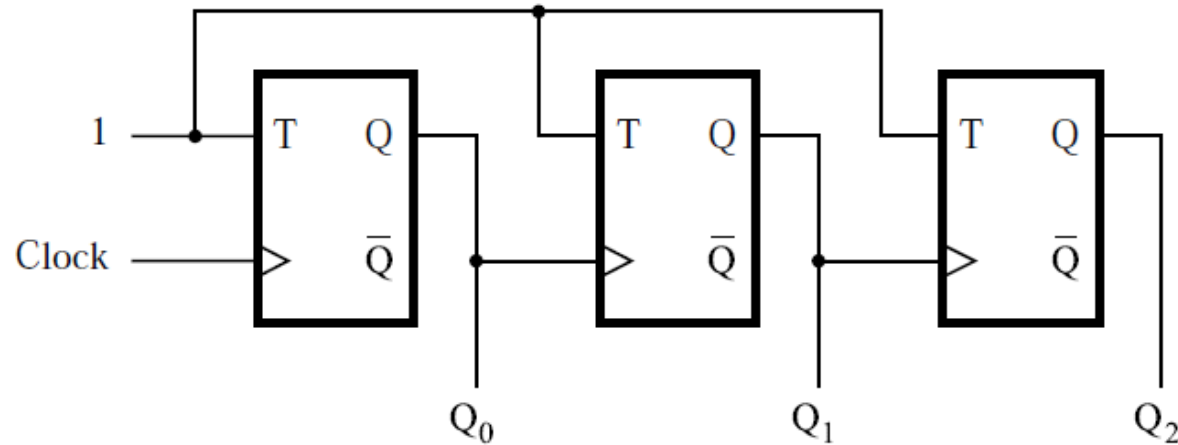 1 T Q T Q T Q
Clock Q̅ Q̅ Q̅
Q₀ Q₁ Q₂